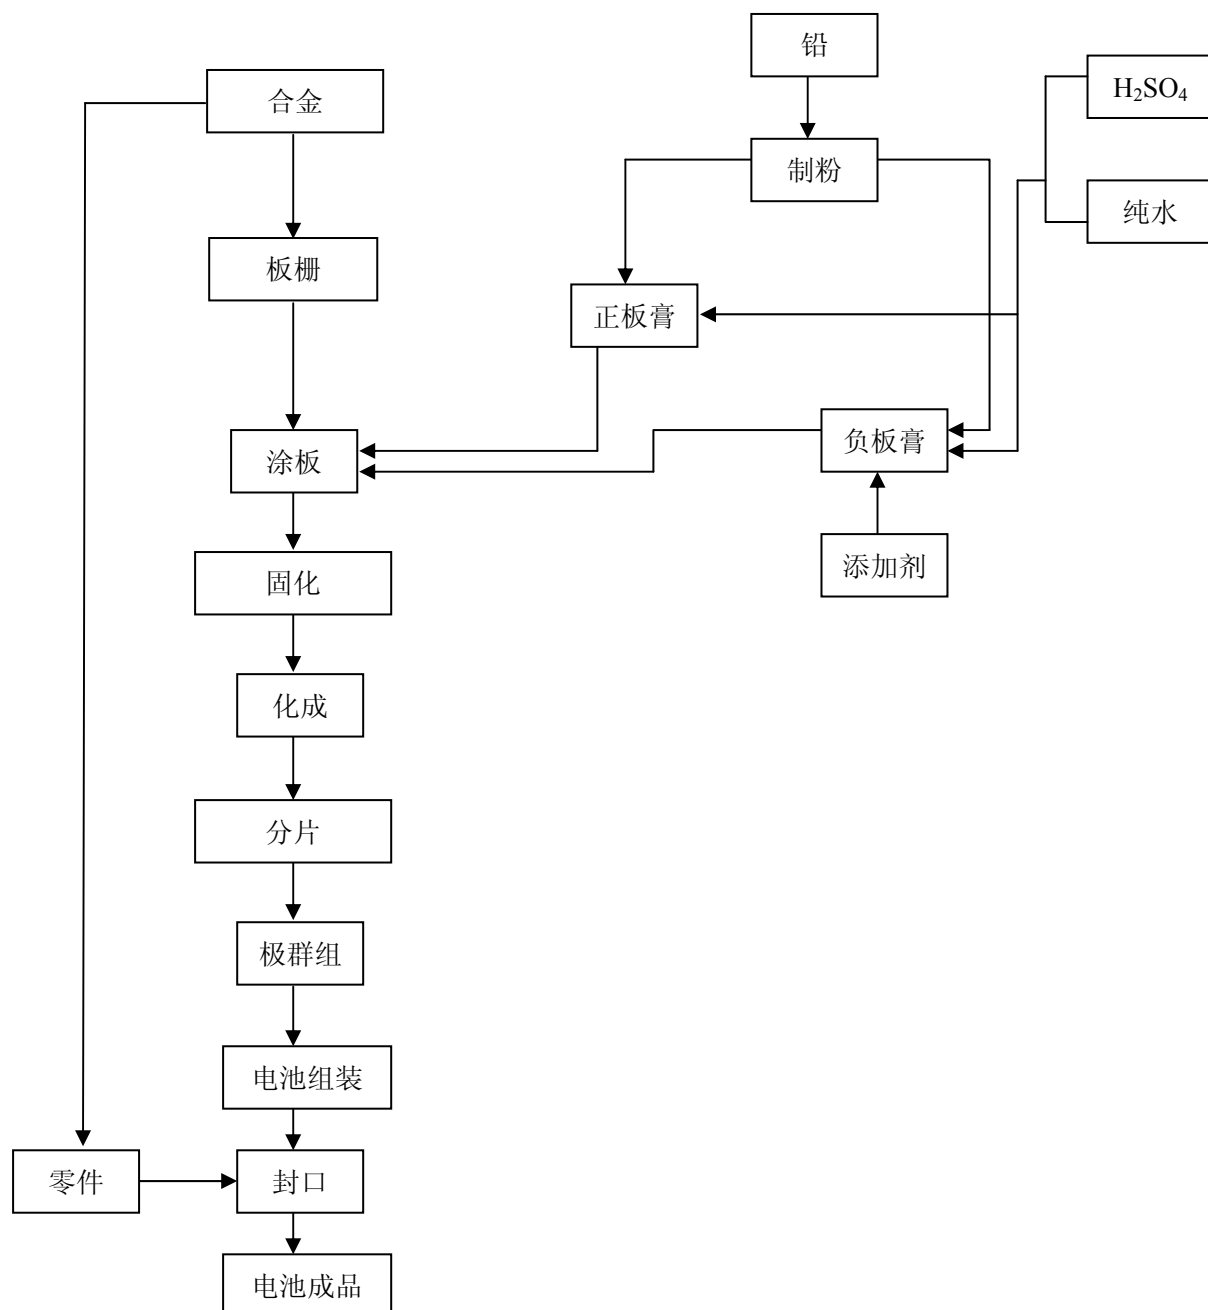 铅
合金
H₂SO₄
制粉
纯水
板栅
正板膏
负板膏
涂板
添加剂
固化
化成
分片
极群组
电池组装
零件
封口
电池成品